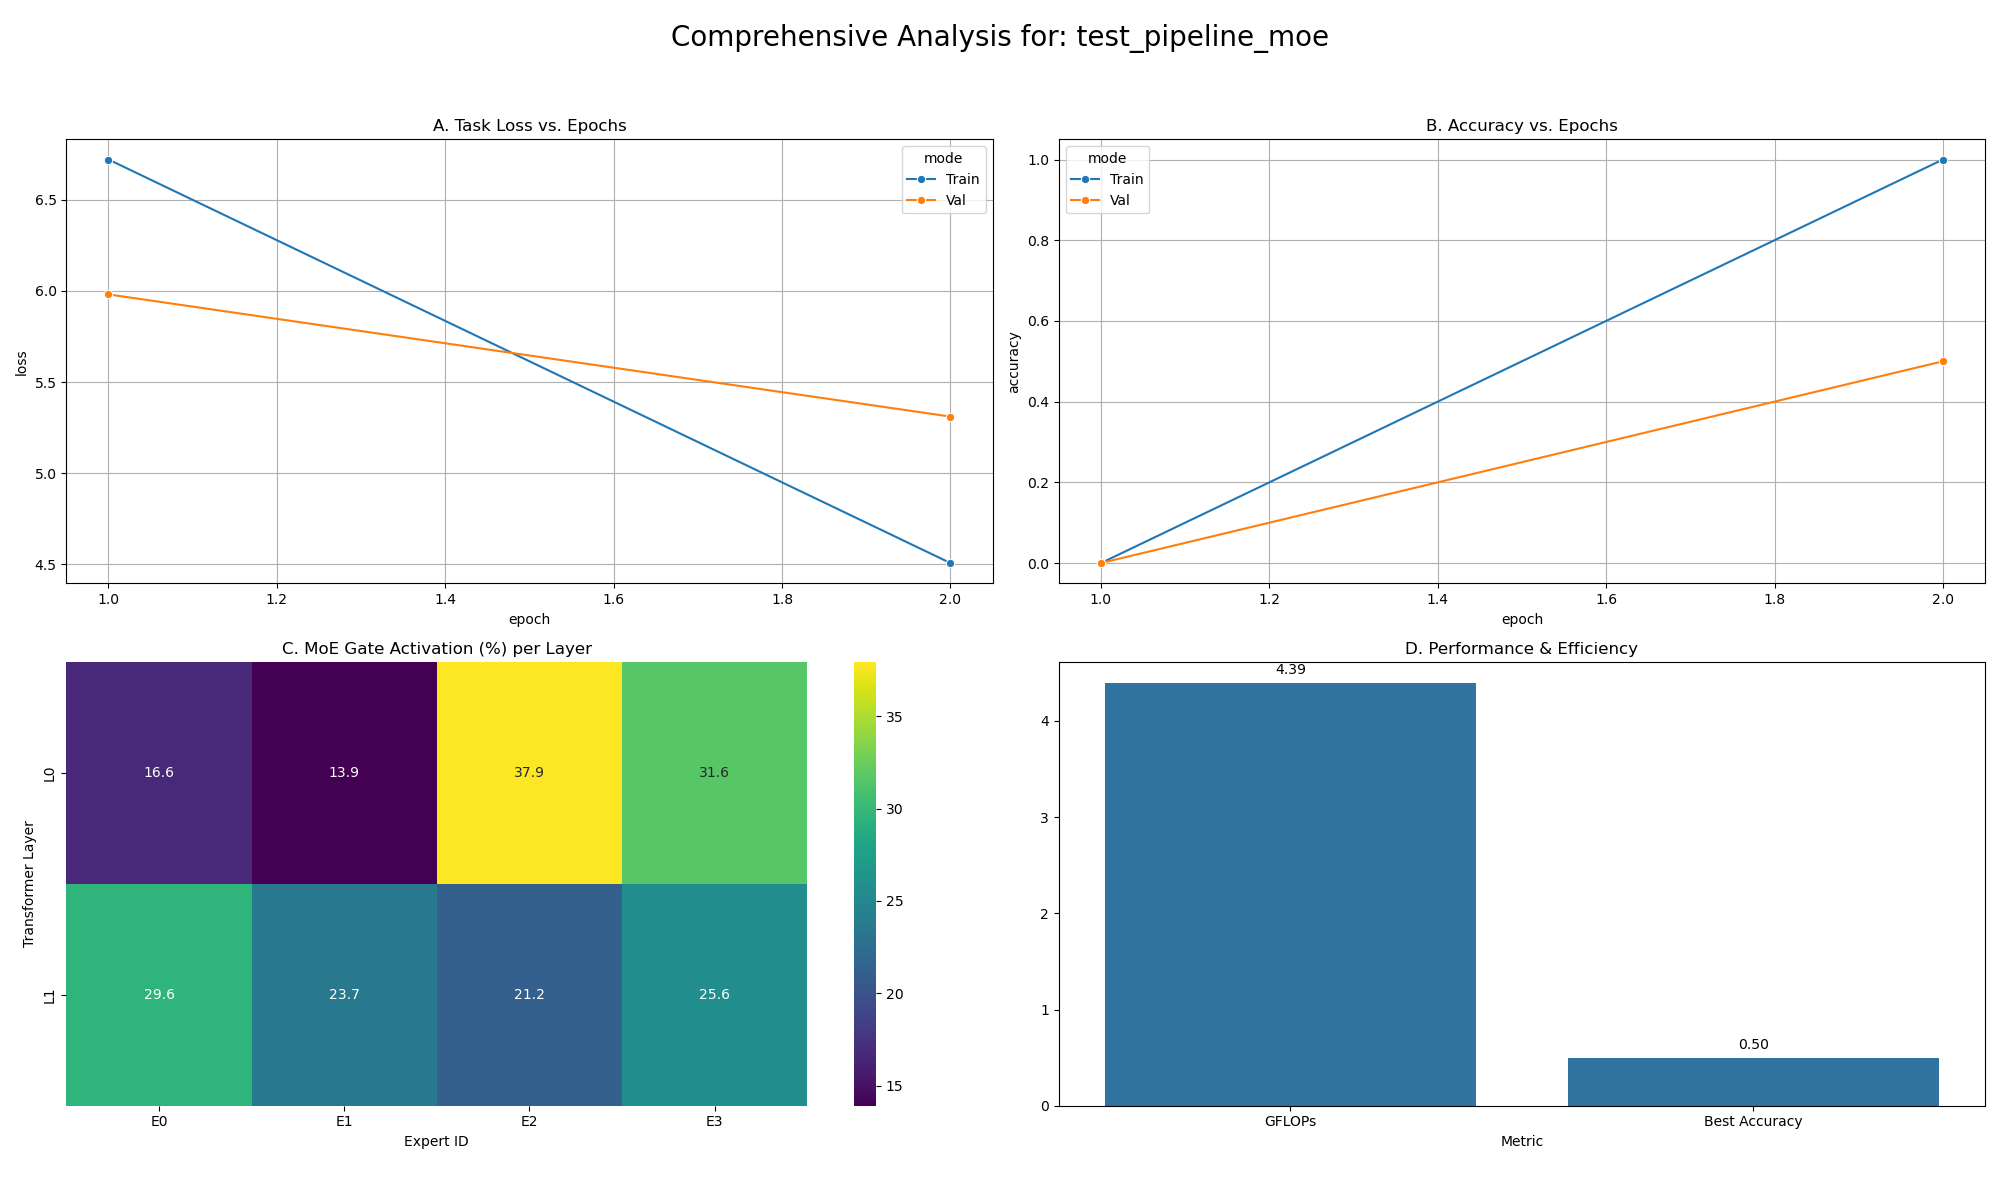 Comprehensive Analysis for: test_pipeline_moe
A. Task Loss vs. Epochs
mode
Train
Val
6.5
6.0
5.5
5.0
4.5
loss
1.0 1.2 1.4 1.6 1.8 2.0
epoch
B. Accuracy vs. Epochs
mode
Train
Val
1.0
0.8
0.6
0.4
0.2
0.0
accuracy
1.0 1.2 1.4 1.6 1.8 2.0
epoch
C. MoE Gate Activation (%) per Layer
Transformer Layer
L0
16.6 13.9 37.9 31.6
L1
29.6 23.7 21.2 25.6
E0 E1 E2 E3
Expert ID
35
30
25
20
15
D. Performance & Efficiency
4.39
0.50
4
3
2
1
0
GFLOPs Best Accuracy
Metric